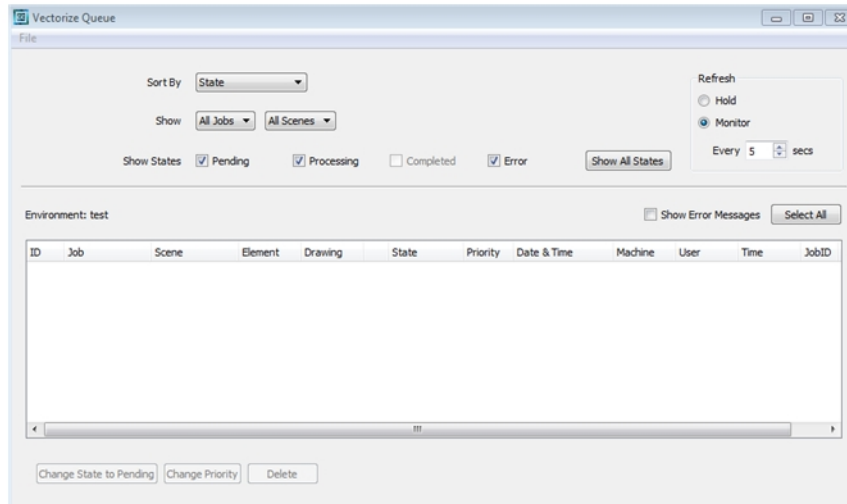 Vectorize Queue
File
Sort By State
Refresh
Hold
Show All Jobs All Scenes
Monitor
Every 5 secs
Show States Pending Processing Completed Error Show All States
Environment: test
Show Error Messages Select All
ID Job Scene Element Drawing State Priority Date & Time Machine User Time JobID
Change State to Pending Change Priority Delete